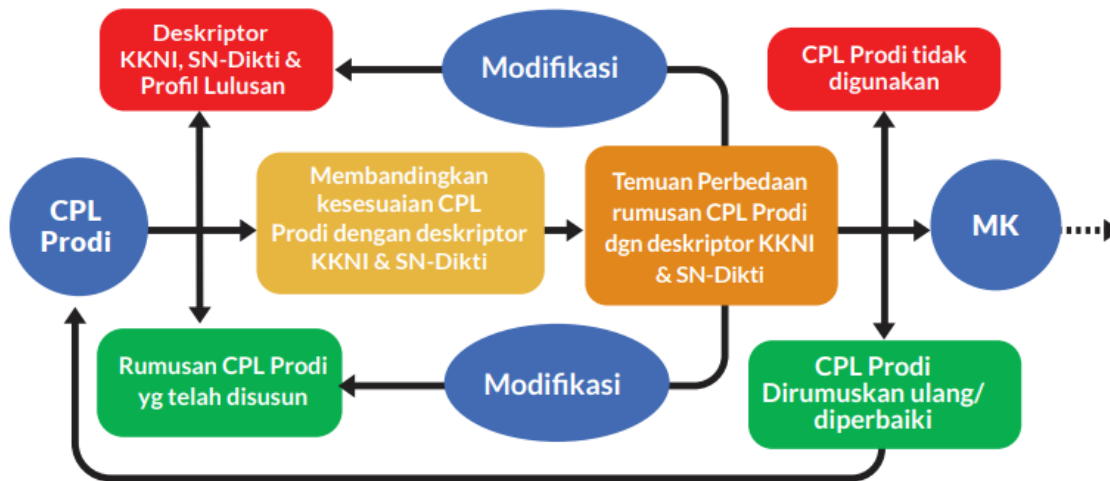 Deskriptor
KKNI, SN-Dikti &
Profil Lulusan
Modifikasi
CPL Prodi tidak
digunakan
CPL
Prodi
Membandingkan
kesesuaian CPL
Prodi dengan deskriptor
KKNI & SN-Dikti
Temuan Perbedaan
rumusan CPL Prodi
dgn deskriptor KKNI
& SN-Dikti
MK
Rumusan CPL Prodi
yg telah disusun
Modifikasi
CPL Prodi
Dirumuskan ulang/
diperbaiki